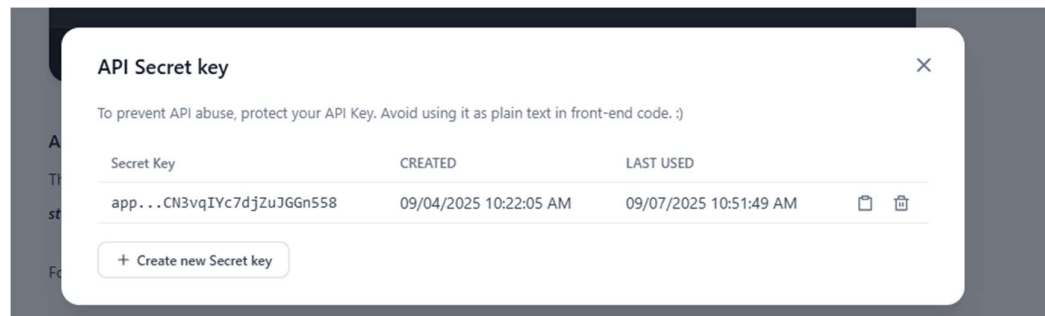 API Secret key
To prevent API abuse, protect your API Key. Avoid using it as plain text in front-end code. :)
Secret Key CREATED LAST USED
app...CN3vqIYc7djZuJGGn558 09/04/2025 10:22:05 AM 09/07/2025 10:51:49 AM
+ Create new Secret key